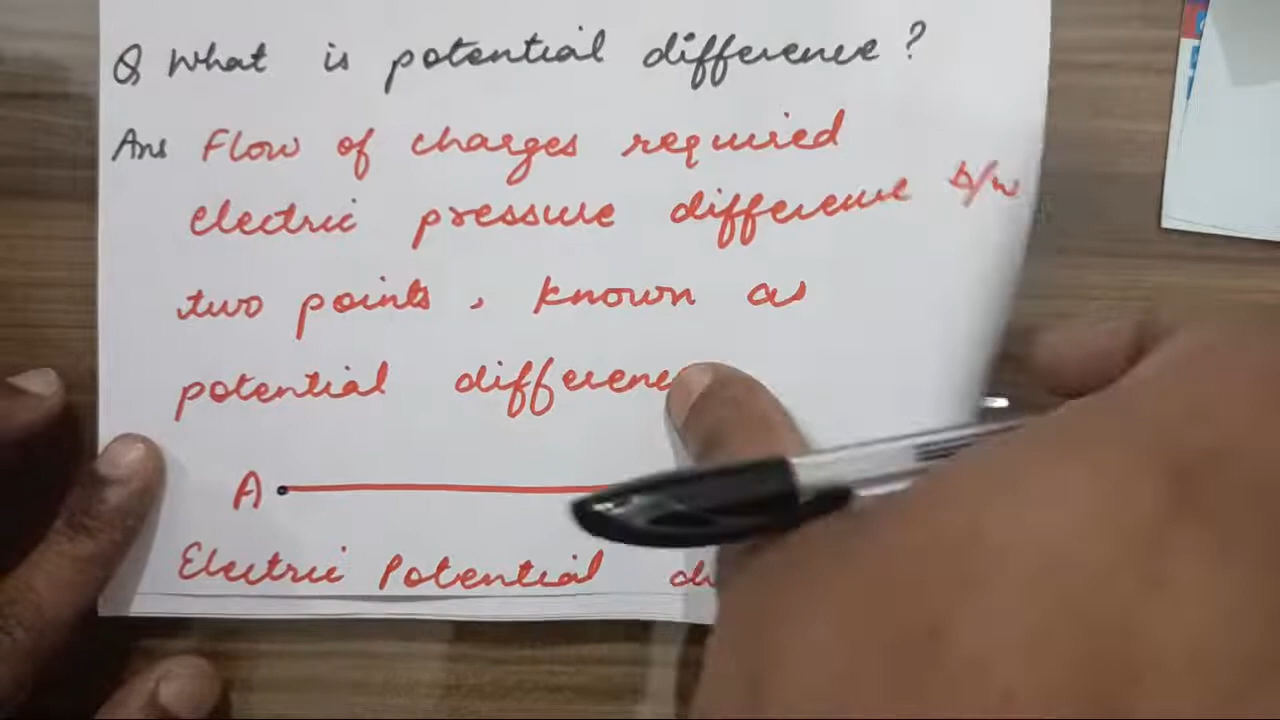 Q What is potential difference?
Ans Flow of charges required
electric pressure difference b/w
two points, known as
potential difference
A
Electric Potential